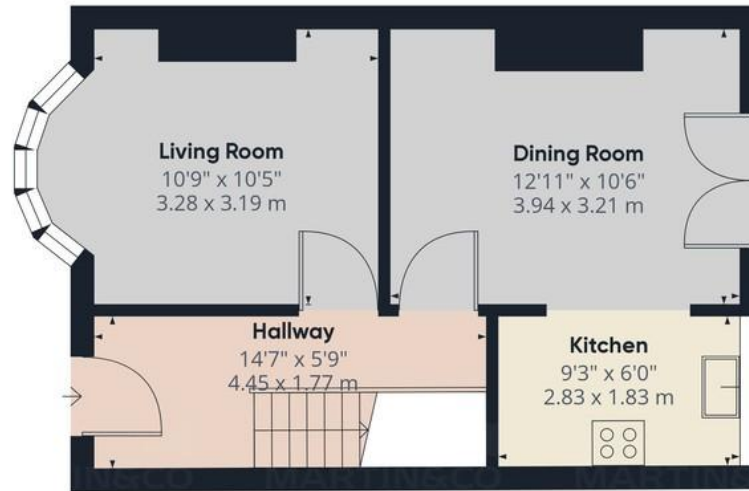 Living Room
10'9" x 10'5"
3.28 x 3.19 m
Dining Room
12'11" x 10'6"
3.94 x 3.21 m
Hallway
14'7" x 5'9"
4.45 x 1.77 m
Kitchen
9'3" x 6'0"
2.83 x 1.83 m
MARTIN&CO